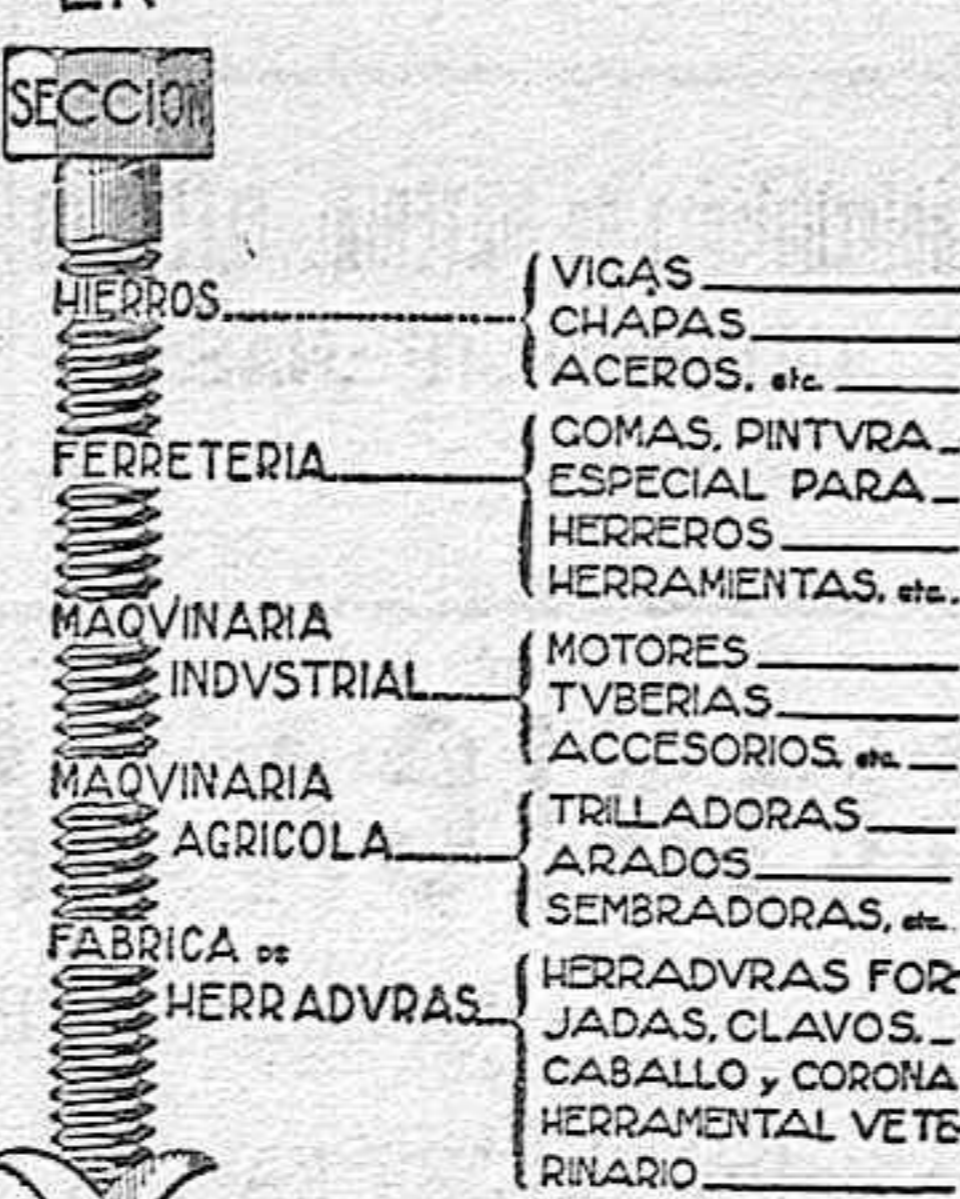 SECCION
HIERROS
VIGAS
CHAPAS
ACEROS, etc.
FERRETERIA
GOMAS, PINTVRA
ESPECIAL PARA
HERREROS
HERRAMIENTAS, etc.
MAQVINARIA
INDVSTRIAL
MOTORES
TVBERIAS
ACCESORIOS, etc.
MAQVINARIA
AGRICOLA
TRILLADORAS
ARADOS
SEMBRADORAS, etc.
FABRICA DE
HERRADVRAS
HERRADVRAS FOR-
JADAS, CLAVOS.
CABALLO y CORONA
HERRAMENTAL VETE
RINARIO